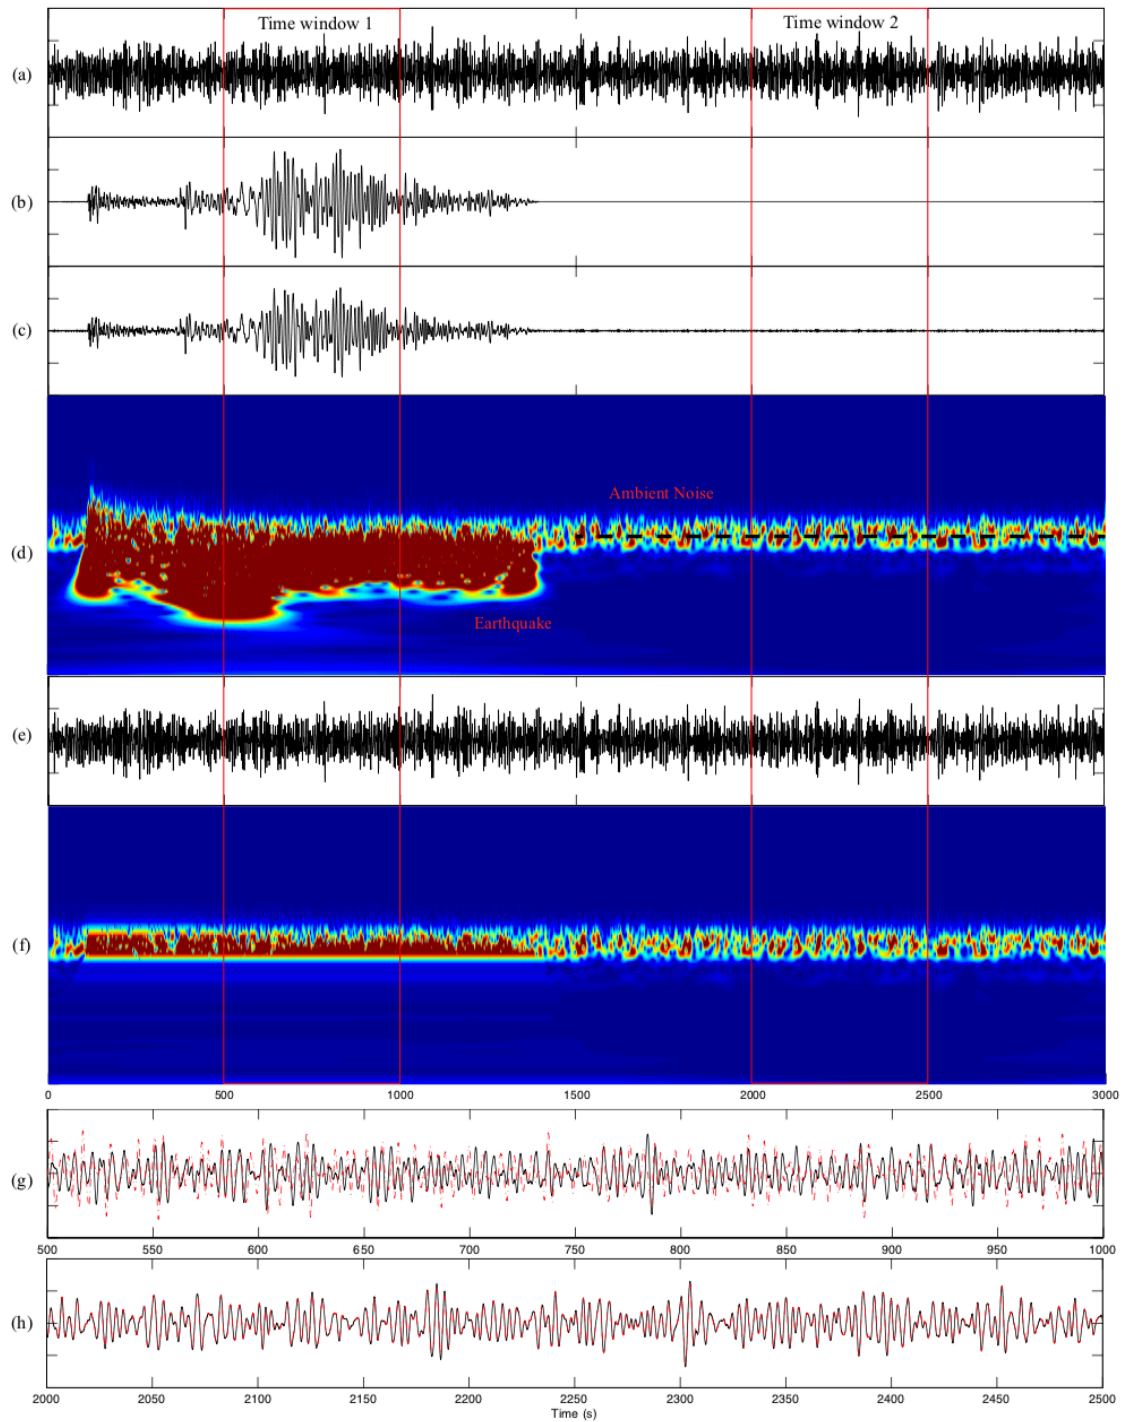 Time window 1
Time window 2
(a)
(b)
(c)
Ambient Noise
(d)
Earthquake
(e)
(f)
0 500 1000 1500 2000 2500 3000
(g)
500 550 600 650 700 750 800 850 900 950 1000
(h)
2000 2050 2100 2150 2200 2250 2300 2350 2400 2450 2500
Time (s)